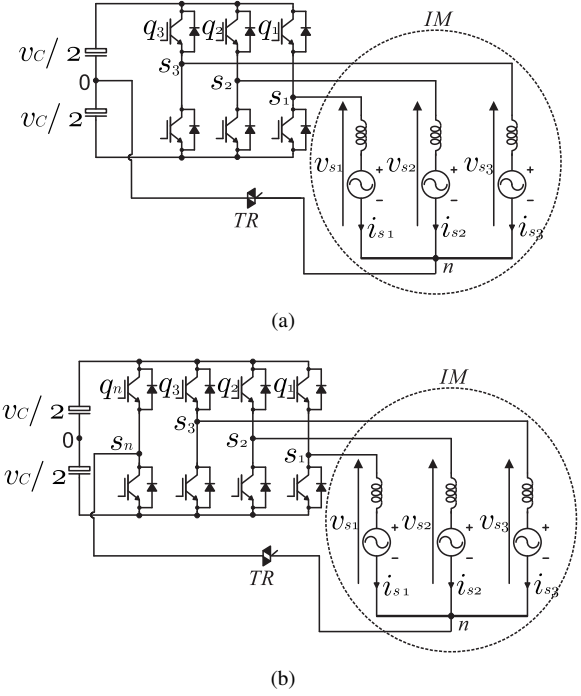 IM
q3 q2 q1
vC/2
0
vC/2
s3
s2
s1
vs1 + −
vs2 + −
vs3 + −
TR
is1 is2 is3
n
(a)
IM
qn q3 q2 q1
vC/2
0
vC/2
sn
s3
s2
s1
vs1 + −
vs2 + −
vs3 + −
TR
is1 is2 is3
n
(b)